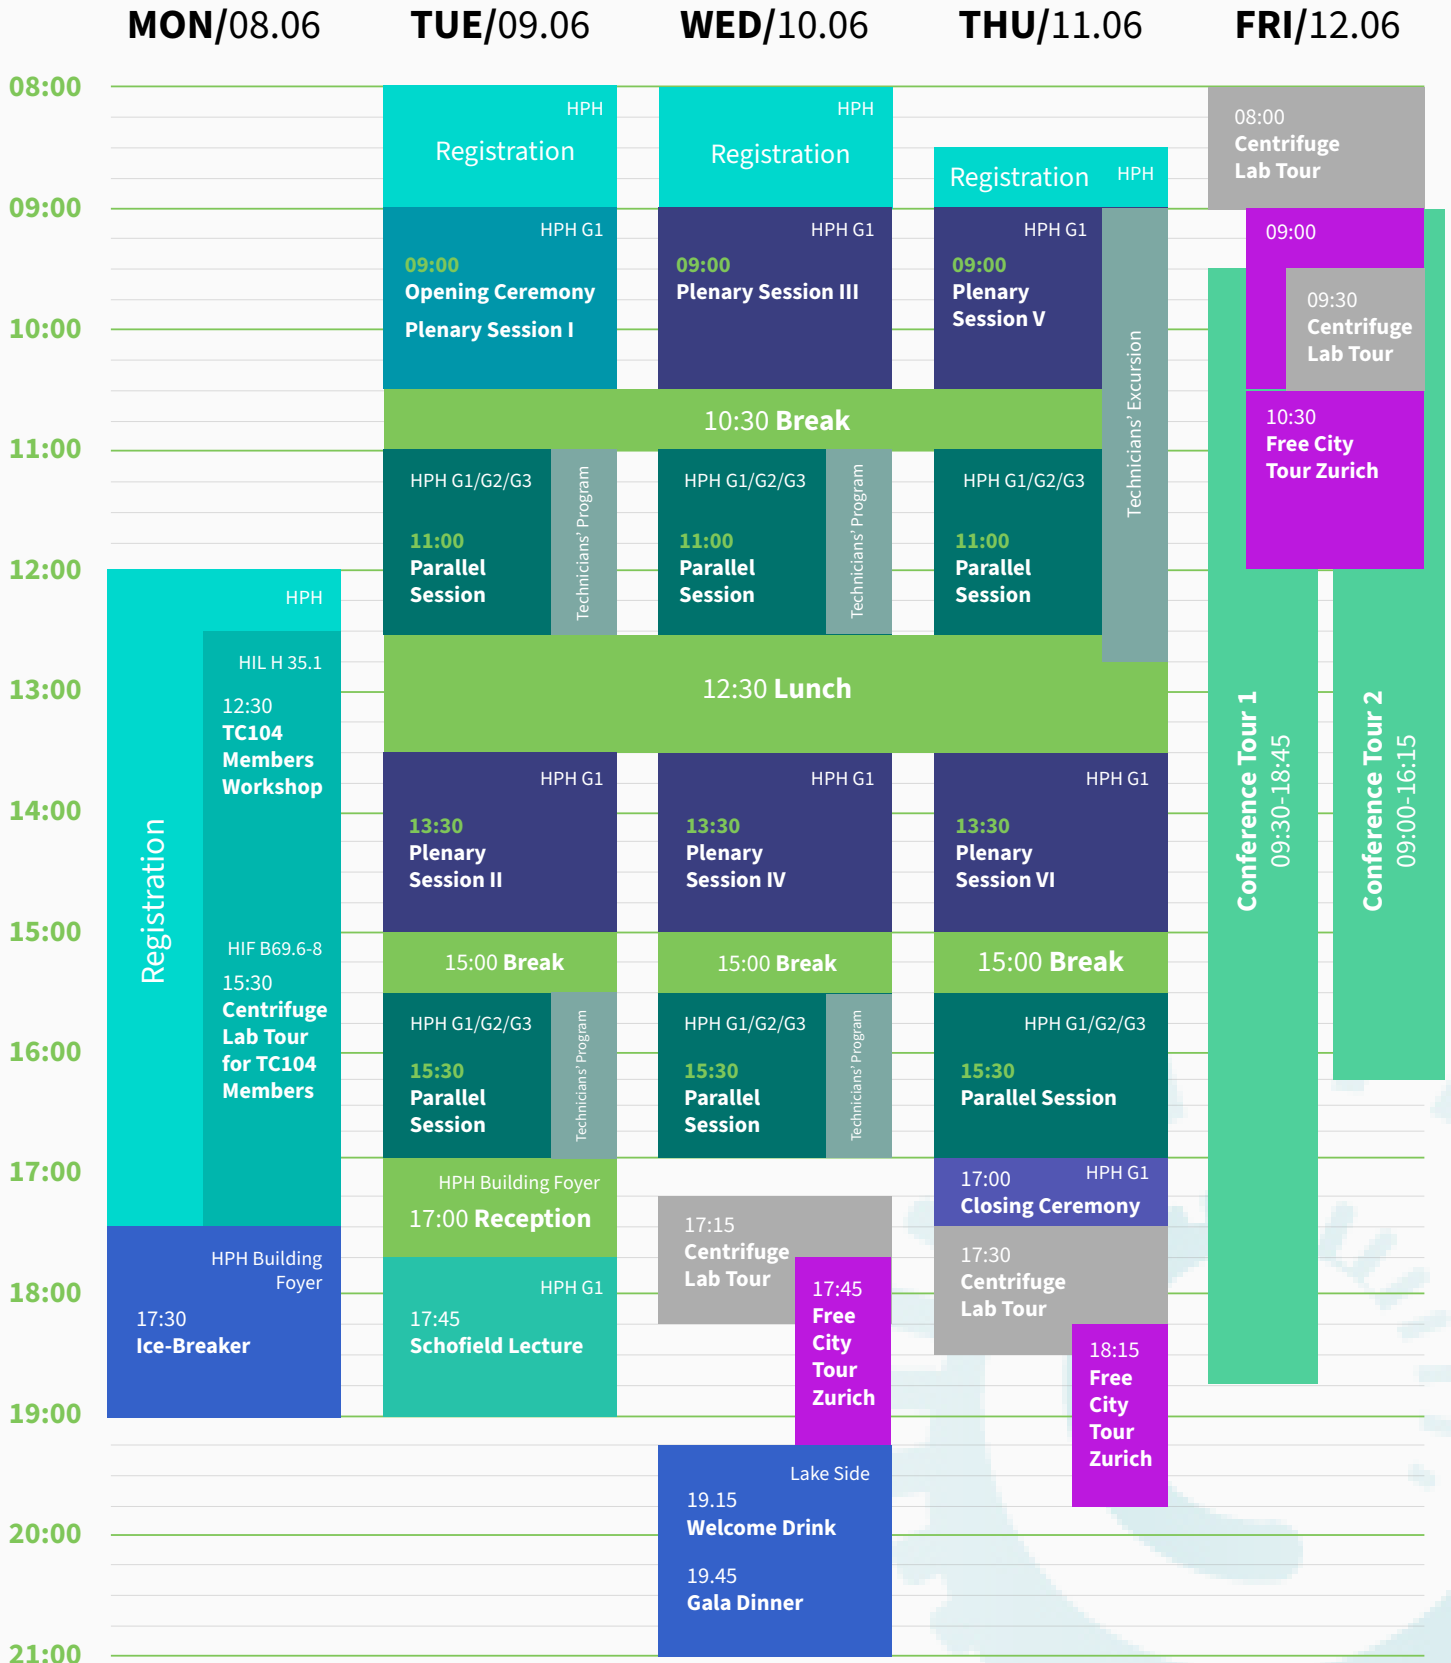 MON/08.06
TUE/09.06
WED/10.06
THU/11.06
FRI/12.06
08:00
09:00
10:00
11:00
12:00
13:00
14:00
15:00
16:00
17:00
18:00
19:00
20:00
21:00
HPH
Registration
HIL H 35.1
12:30
TC104
Members
Workshop
HIF B69.6-8
15:30
Centrifuge
Lab Tour
for TC104
Members
HPH Building
Foyer
17:30
Ice-Breaker
HPH
Registration
HPH G1
09:00
Opening Ceremony
Plenary Session I
10:30 Break
HPH G1/G2/G3
11:00
Parallel
Session
Technicians' Program
12:30 Lunch
HPH G1
13:30
Plenary
Session II
15:00 Break
HPH G1/G2/G3
15:30
Parallel
Session
Technicians' Program
HPH Building Foyer
17:00 Reception
HPH G1
17:45
Schofield Lecture
HPH
Registration
HPH G1
09:00
Plenary Session III
HPH G1/G2/G3
11:00
Parallel
Session
Technicians' Program
HPH G1
13:30
Plenary
Session IV
15:00 Break
HPH G1/G2/G3
15:30
Parallel
Session
Technicians' Program
17:15
Centrifuge
Lab Tour
17:45
Free
City
Tour
Zurich
Lake Side
19.15
Welcome Drink
19.45
Gala Dinner
Registration HPH
HPH G1
09:00
Plenary
Session V
Technicians' Excursion
HPH G1/G2/G3
11:00
Parallel
Session
HPH G1
13:30
Plenary
Session VI
15:00 Break
HPH G1/G2/G3
15:30
Parallel Session
HPH G1
17:00
Closing Ceremony
17:30
Centrifuge
Lab Tour
18:15
Free
City
Tour
Zurich
08:00
Centrifuge
Lab Tour
09:00
09:30
Centrifuge
Lab Tour
10:30
Free City
Tour Zurich
Conference Tour 1
09:30-18:45
Conference Tour 2
09:00-16:15